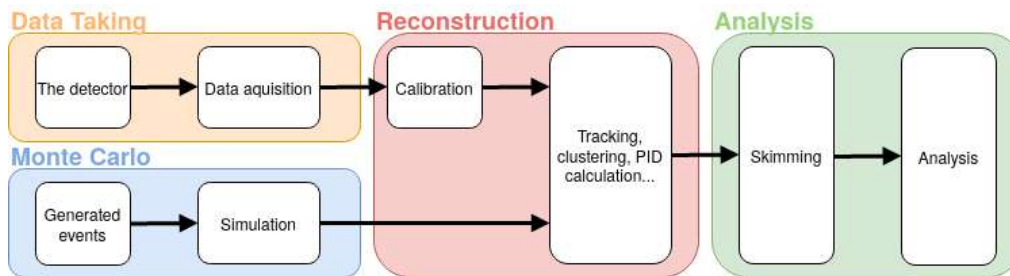 Data Taking
The detector
Data aquisition
Monte Carlo
Generated
events
Simulation
Reconstruction
Calibration
Tracking,
clustering, PID
calculation...
Analysis
Skimming
Analysis